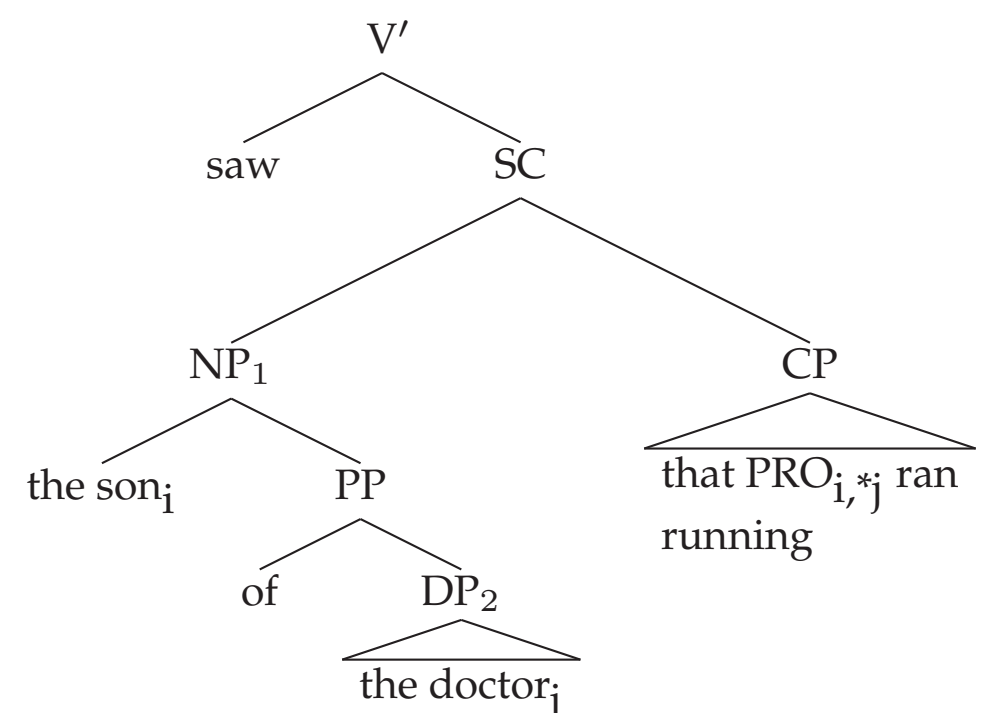 V′
saw SC
NP₁ CP
the sonᵢ PP that PROᵢ,*ⱼ ran
running
of DP₂
the doctorⱼ